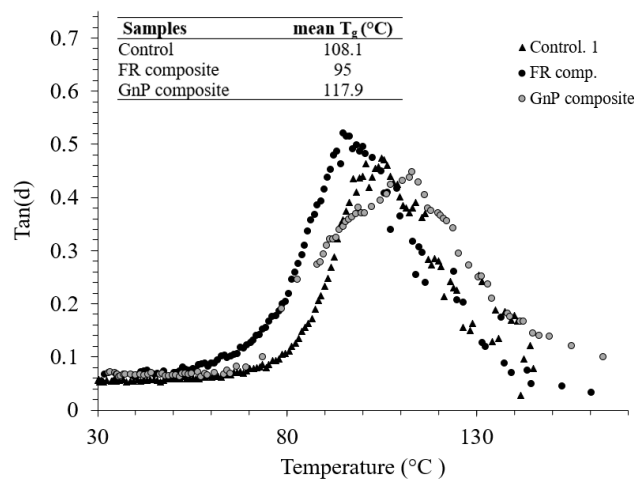 Samples mean Tg (°C)
Control 108.1
FR composite 95
GnP composite 117.9
Control. 1
FR comp.
GnP composite
0.7
0.6
0.5
0.4
0.3
0.2
0.1
0
Tan(d)
30 80 130
Temperature (°C )